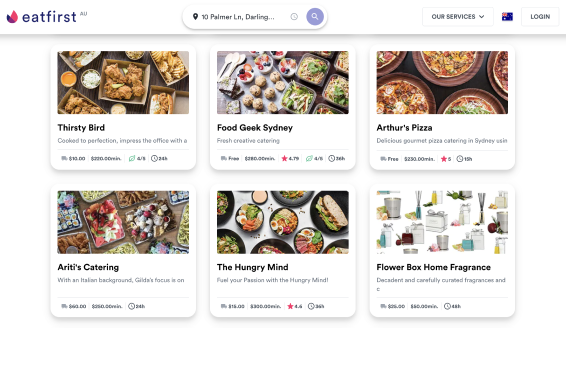 eatfirst AU
10 Palmer Ln, Darling...
OUR SERVICES
LOGIN
Thirsty Bird
Cooked to perfection, impress the office with a
$10.00 $220.00min. 4/5 24h
Food Geek Sydney
Fresh creative catering
Free $280.00min. 4.79 4/5 36h
Arthur's Pizza
Delicious gourmet pizza catering in Sydney usin
Free $230.00min. 5 15h
Ariti's Catering
With an Italian background, Gilda's focus is on
$60.00 $250.00min. 24h
The Hungry Mind
Fuel your Passion with the Hungry Mind!
$15.00 $300.00min. 4.6 36h
Flower Box Home Fragrance
Decadent and carefully curated fragrances and
c
$25.00 $50.00min. 48h